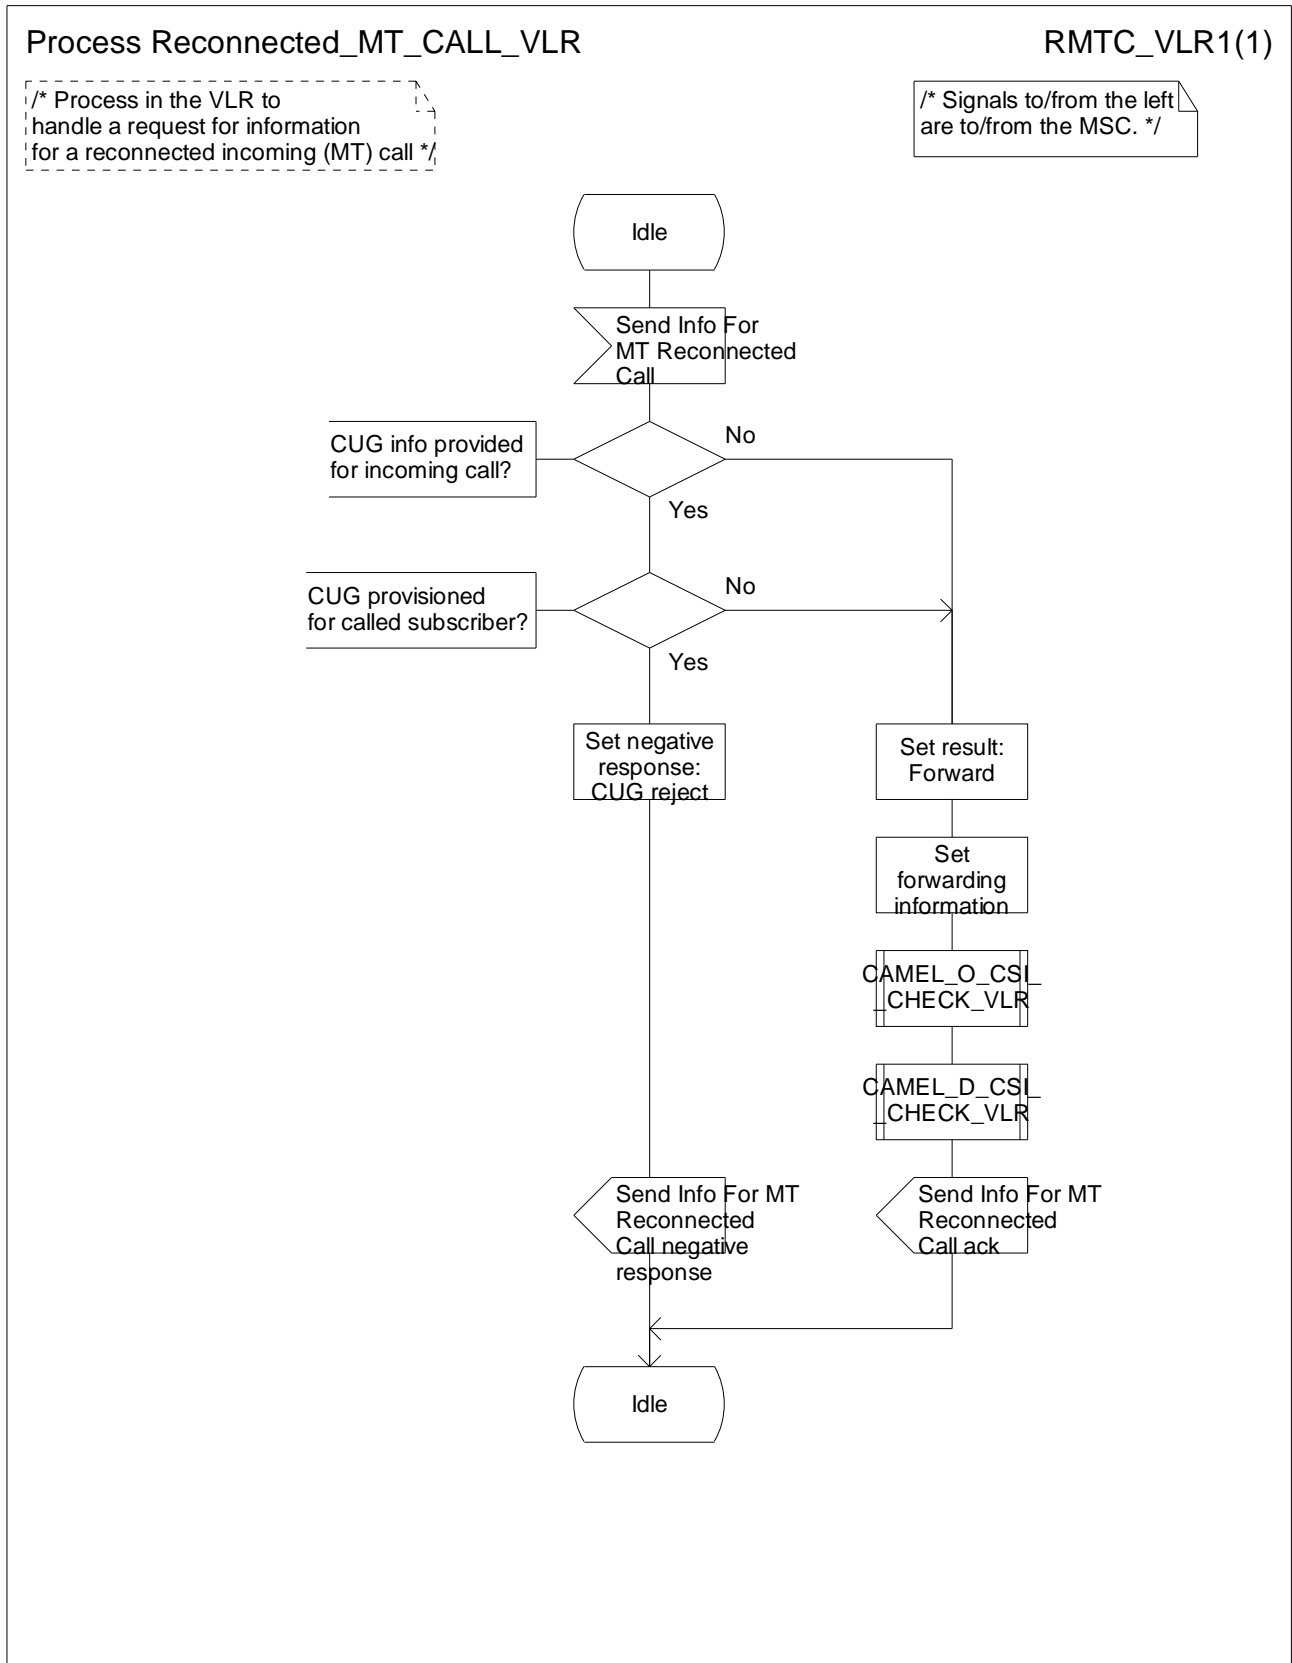 Process Reconnected_MT_CALL_VLR
RMTC_VLR1(1)
/* Process in the VLR to
handle a request for information
for a reconnected incoming (MT) call */
/* Signals to/from the left
are to/from the MSC. */
Idle
Send Info For
MT Reconnected
Call
CUG info provided
for incoming call?
No
Yes
CUG provisioned
for called subscriber?
No
Yes
Set negative
response:
CUG reject
Set result:
Forward
Set
forwarding
information
CAMEL_O_CSI_
_CHECK_VLR
CAMEL_D_CSI_
_CHECK_VLR
Send Info For MT
Reconnected
Call negative
response
Send Info For MT
Reconnected
Call ack
Idle